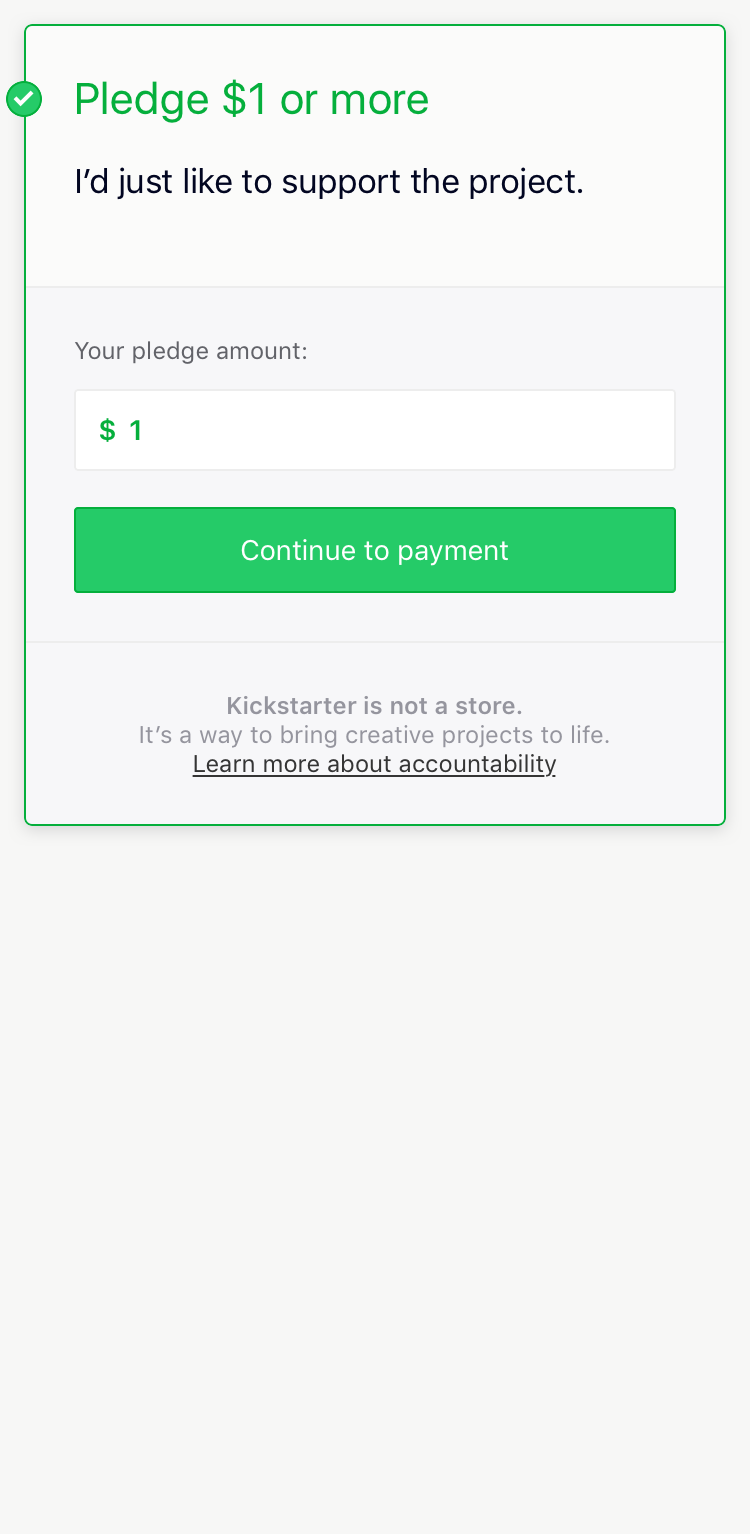 Pledge $1 or more
I’d just like to support the project.
Your pledge amount:
$ 1
Continue to payment
Kickstarter is not a store.
It’s a way to bring creative projects to life.
Learn more about accountability